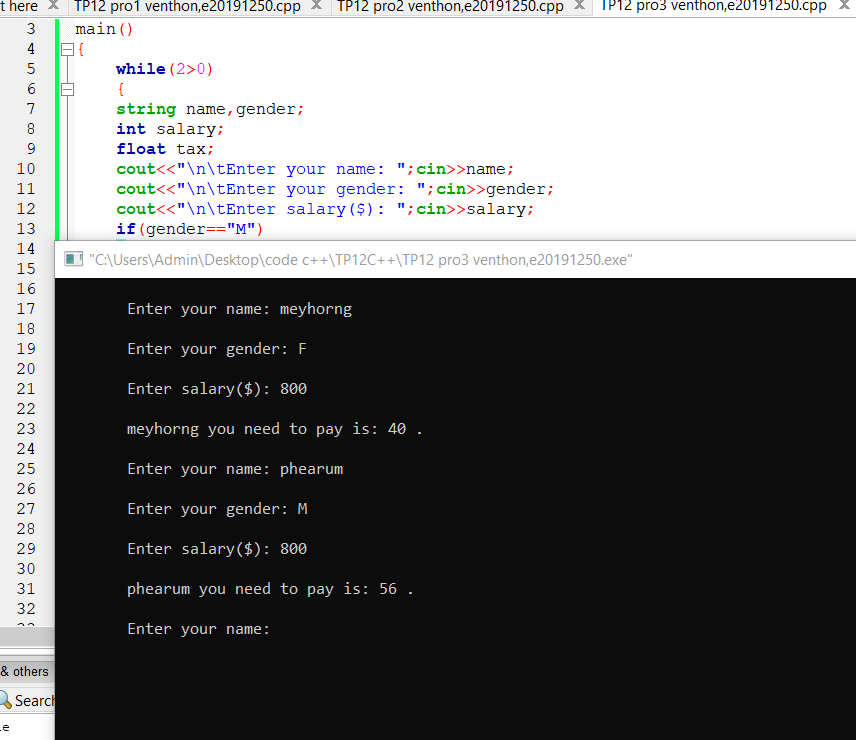 t here TP12 pro1 venthon,e20191250.cpp TP12 pro2 venthon,e20191250.cpp TP12 pro3 venthon,e20191250.cpp
3 main()
4 {
5 while(2>0)
6 {
7 string name,gender;
8 int salary;
9 float tax;
10 cout<<"\n\tEnter your name: ";cin>>name;
11 cout<<"\n\tEnter your gender: ";cin>>gender;
12 cout<<"\n\tEnter salary($): ";cin>>salary;
13 if(gender=="M")
14
"C:\Users\Admin\Desktop\code c++\TP12C++\TP12 pro3 venthon,e20191250.exe"
15
16
17 Enter your name: meyhorng
18
19 Enter your gender: F
20
21 Enter salary($): 800
22
23 meyhorng you need to pay is: 40 .
24
25 Enter your name: phearum
26
27 Enter your gender: M
28
29 Enter salary($): 800
30
31 phearum you need to pay is: 56 .
32
Enter your name:
& others
Search
e